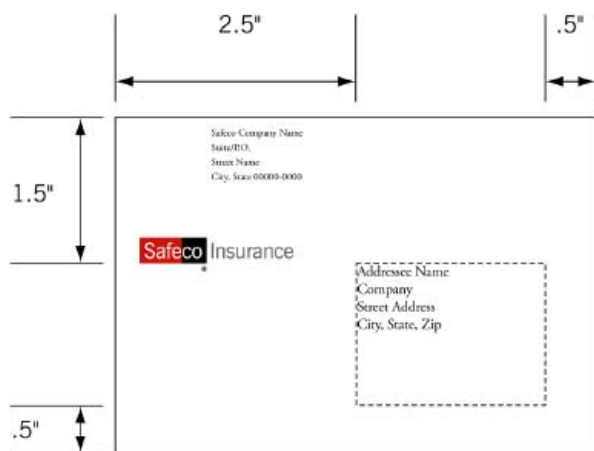 2.5"
.5"
Safeco Company Name
Suite/P.O.
Street Name
City, State 00000-0000
1.5"
Safeco Insurance
Addressee Name
Company
Street Address
City, State, Zip
.5"